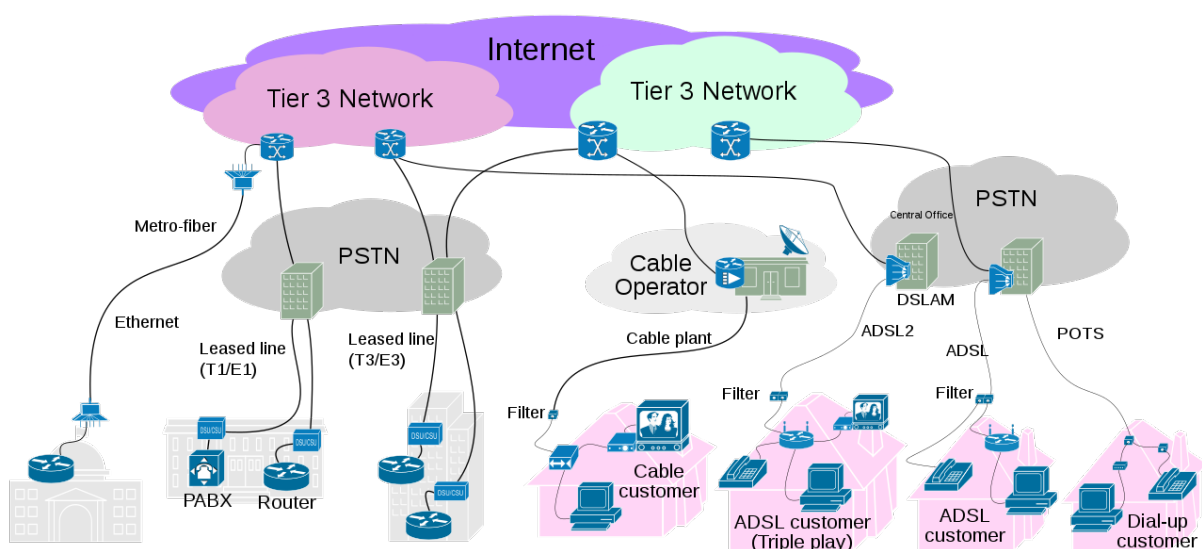 Internet
Tier 3 Network
Tier 3 Network
Metro-fiber
PSTN
Central Office
PSTN
Cable
Operator
DSLAM
Ethernet
Leased line
(T1/E1)
Leased line
(T3/E3)
Cable plant
ADSL2
ADSL
POTS
Filter
Filter
Filter
DSU/CSU
DSU/CSU
DSU/CSU
DSU/CSU
PABX
Router
Cable
customer
ADSL customer
(Triple play)
ADSL
customer
Dial-up
customer